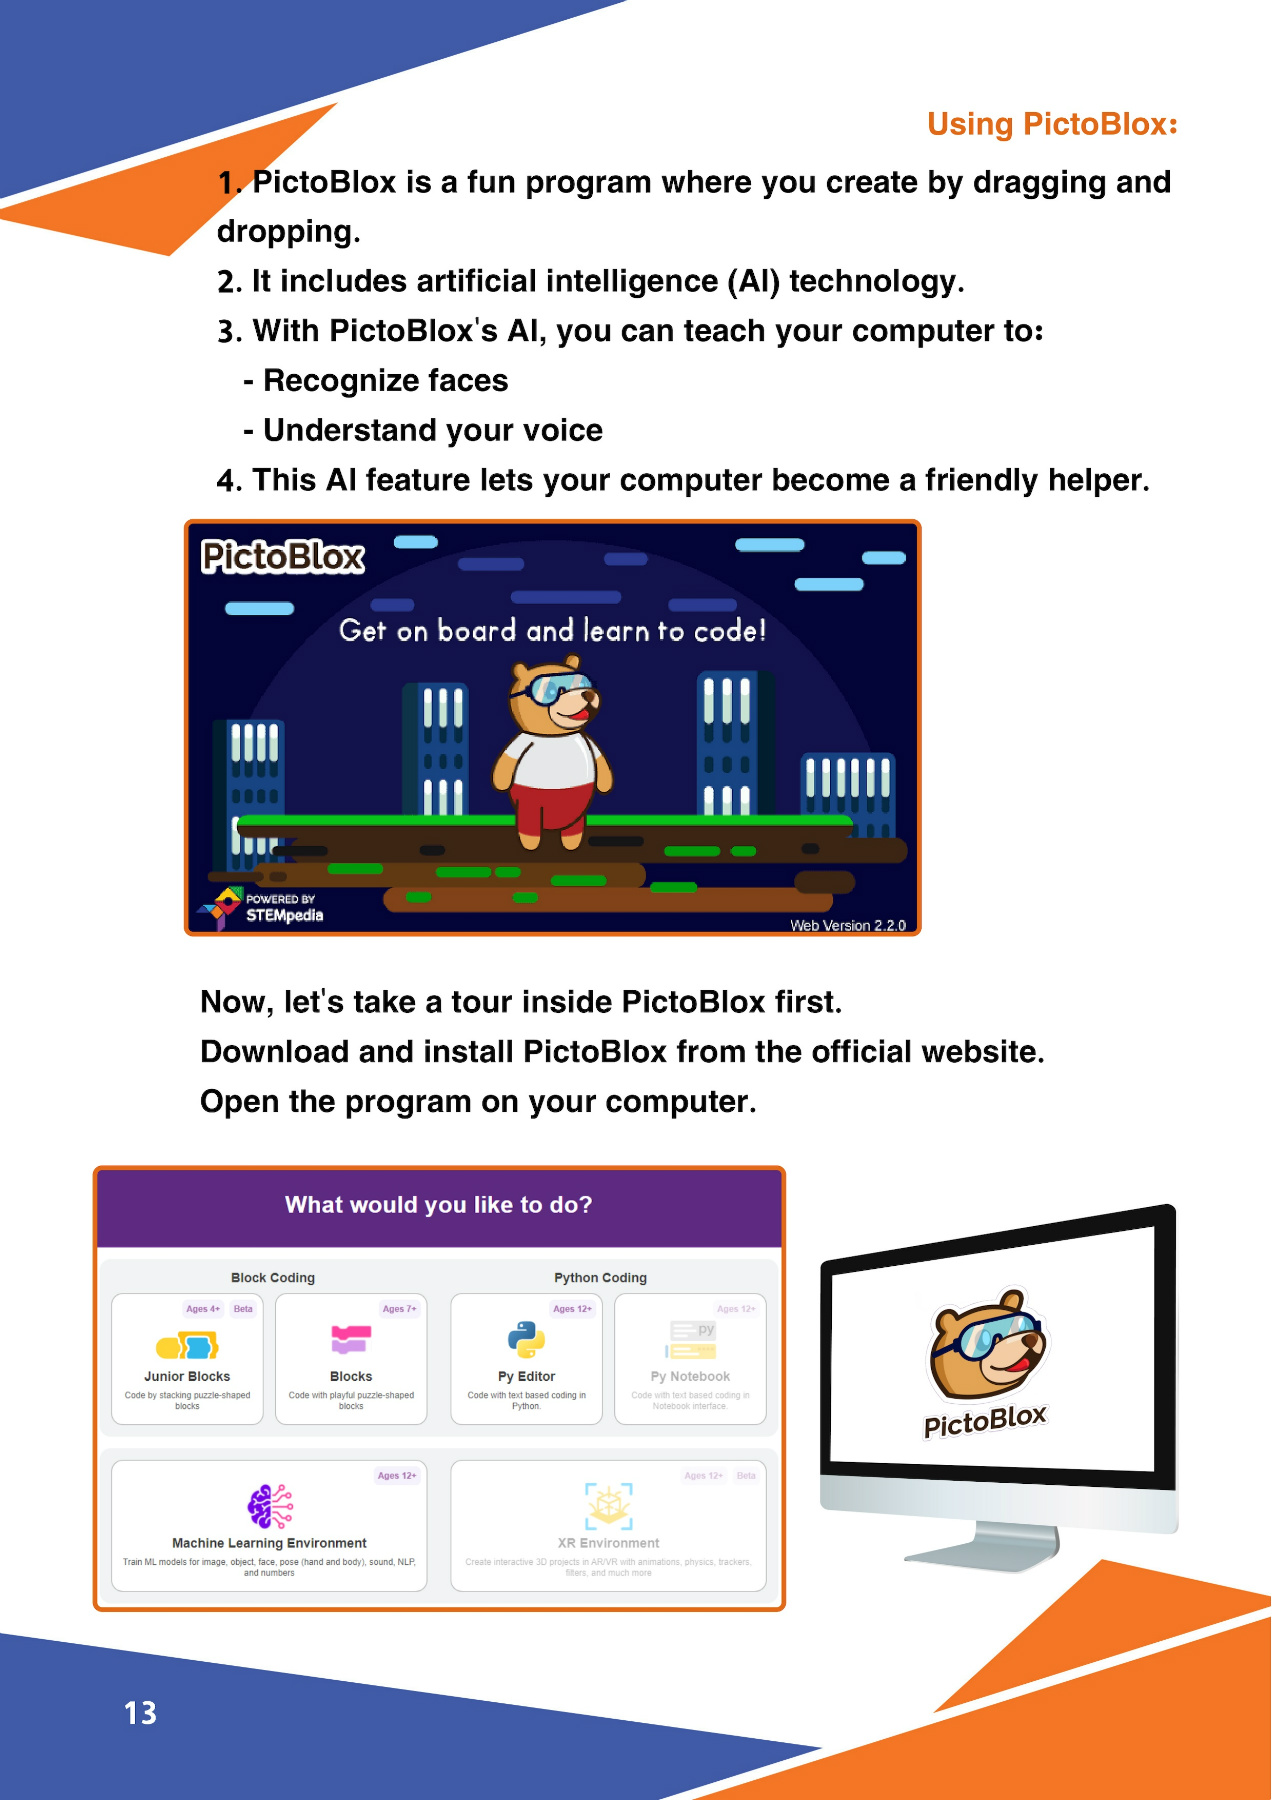 Using PictoBlox:
1. PictoBlox is a fun program where you create by dragging and
dropping.
2. It includes artificial intelligence (AI) technology.
3. With PictoBlox's AI, you can teach your computer to:
- Recognize faces
- Understand your voice
4. This AI feature lets your computer become a friendly helper.
PictoBlox
Get on board and learn to code!
POWERED BY
STEMpedia
Web Version 2.2.0
Now, let's take a tour inside PictoBlox first.
Download and install PictoBlox from the official website.
Open the program on your computer.
What would you like to do?
Block Coding
Python Coding
Ages 4+ Beta
Junior Blocks
Code by stacking puzzle-shaped
blocks
Ages 7+
Blocks
Code with playful puzzle-shaped
blocks
Ages 12+
Py Editor
Code with text based coding in
Python.
Ages 12+
py
Py Notebook
Code with text based coding in
Notebook interface.
Ages 12+
Machine Learning Environment
Train ML models for image, object, face, pose (hand and body), sound, NLP,
and numbers
Ages 12+ Beta
XR Environment
Create interactive 3D projects in AR/VR with animations, physics, trackers,
filters, and much more
PictoBlox
13